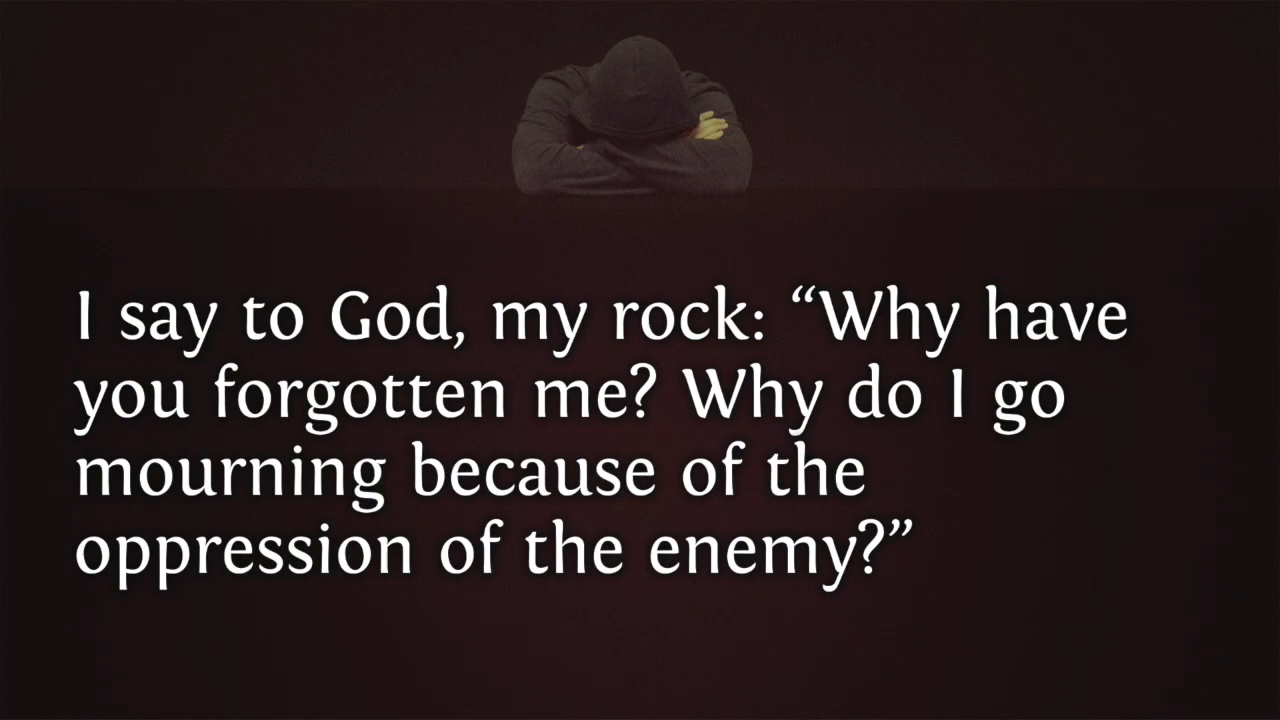 I say to God, my rock: “Why have
you forgotten me? Why do I go
mourning because of the
oppression of the enemy?”